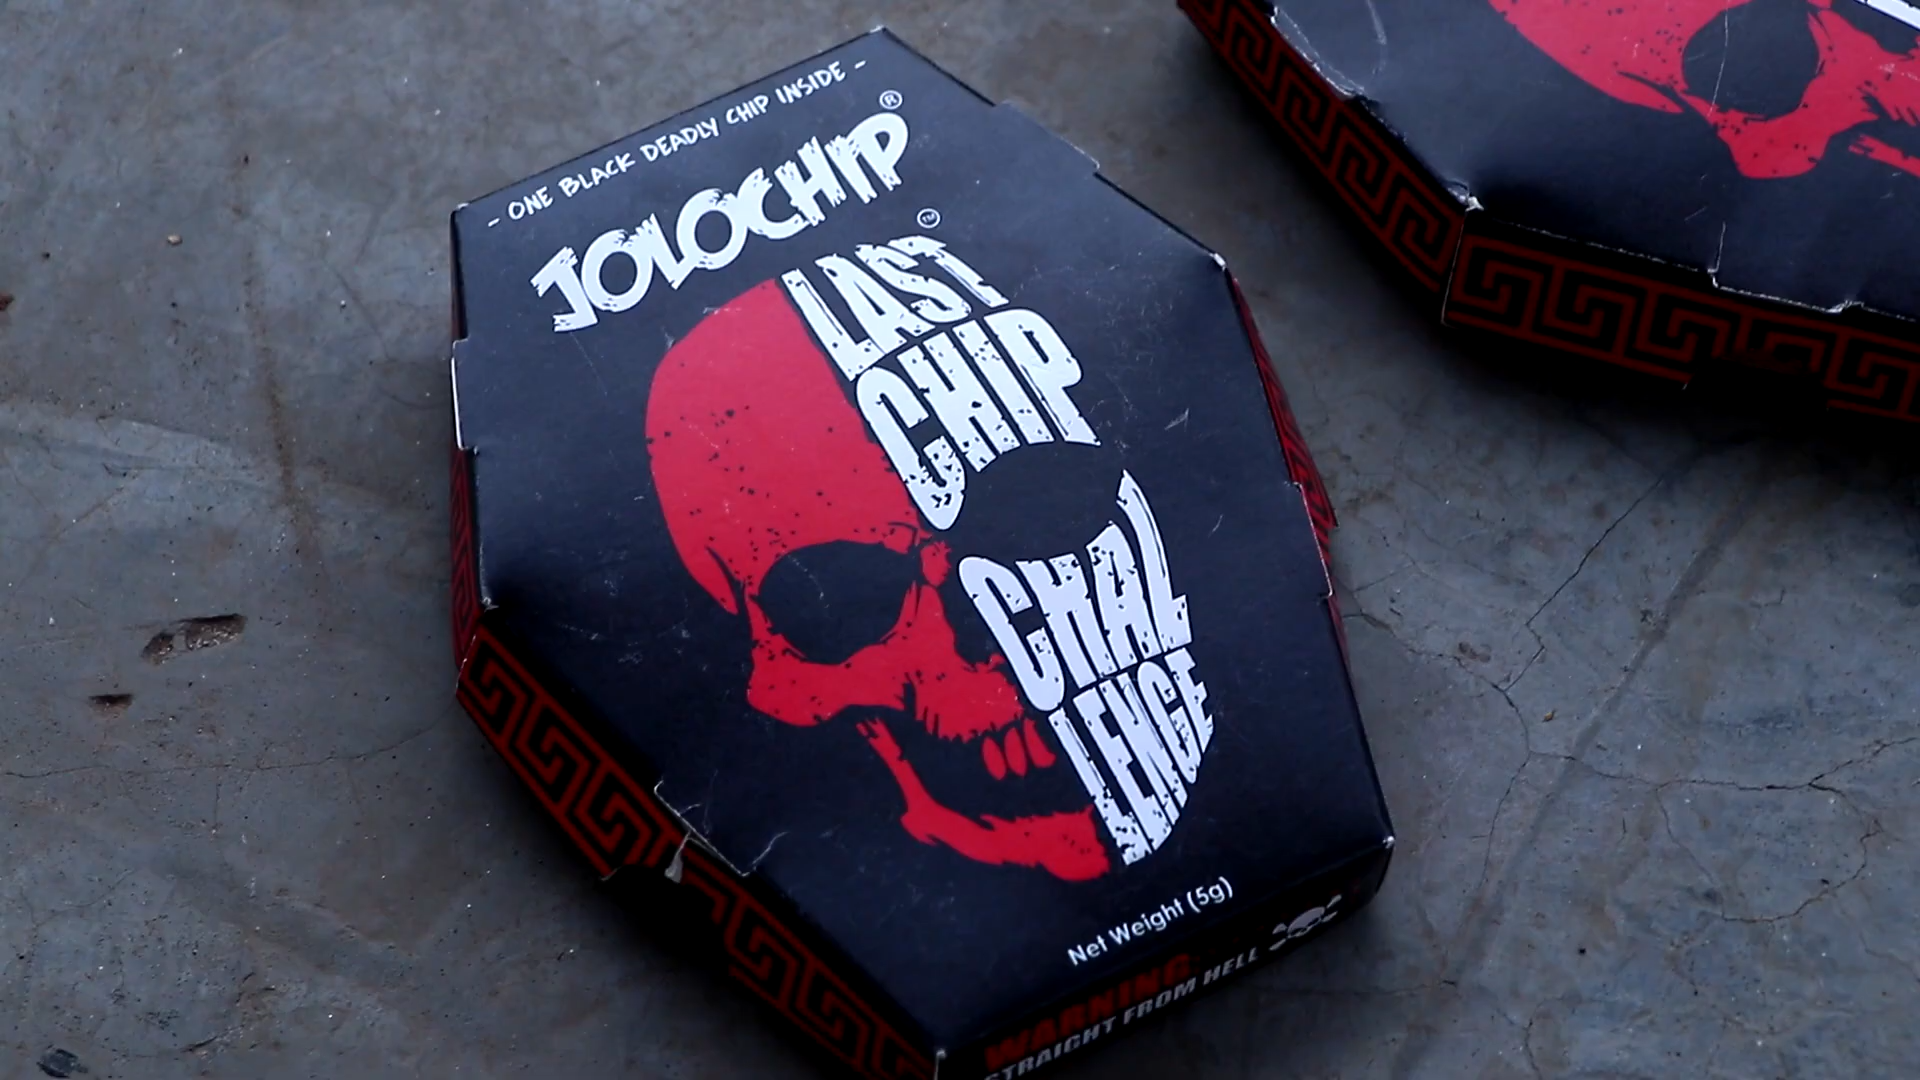 - ONE BLACK DEADLY CHIP INSIDE -
JOLOCHIP®
LAST™
CHIP
CHAL
LENGE
Net Weight (5g)
WARNING
STRAIGHT FROM HELL